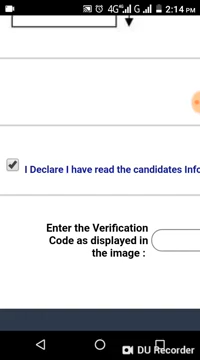 4G G 2:14 PM
I Declare I have read the candidates Info
Enter the Verification
Code as displayed in
the image :
DU Recorder